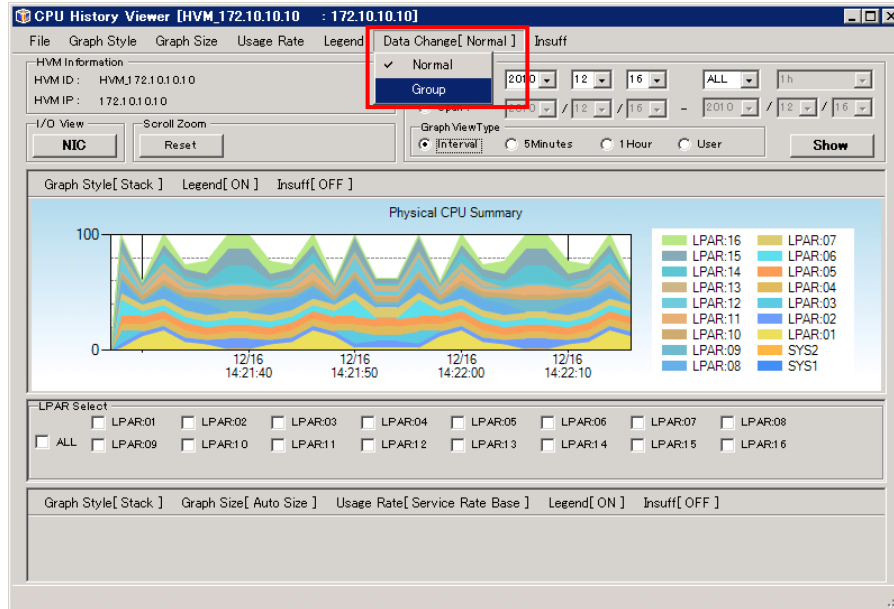 CPU History Viewer [HVM_172.10.10.10 : 172.10.10.10]
File Graph Style Graph Size Usage Rate Legend Data Change[ Normal ] Insuff
Normal
Group
HVM Information
HVM ID : HVM_172.10.10.10
HVM IP : 172.10.10.10
2010 12 16 ALL 1h
2010 / 12 / 16 - 2010 / 12 / 16
I/O View Scroll Zoom Graph View Type
NIC Reset Interval 5Minutes 1Hour User Show
Graph Style[ Stack ] Legend[ ON ] Insuff[ OFF ]
Physical CPU Summary
100
0
12/16 12/16 12/16 12/16
14:21:40 14:21:50 14:22:00 14:22:10
LPAR:16 LPAR:07
LPAR:15 LPAR:06
LPAR:14 LPAR:05
LPAR:13 LPAR:04
LPAR:12 LPAR:03
LPAR:11 LPAR:02
LPAR:10 LPAR:01
LPAR:09 SYS2
LPAR:08 SYS1
LPAR Select
LPAR:01 LPAR:02 LPAR:03 LPAR:04 LPAR:05 LPAR:06 LPAR:07 LPAR:08
ALL LPAR:09 LPAR:10 LPAR:11 LPAR:12 LPAR:13 LPAR:14 LPAR:15 LPAR:16
Graph Style[ Stack ] Graph Size[ Auto Size ] Usage Rate[ Service Rate Base ] Legend[ ON ] Insuff[ OFF ]